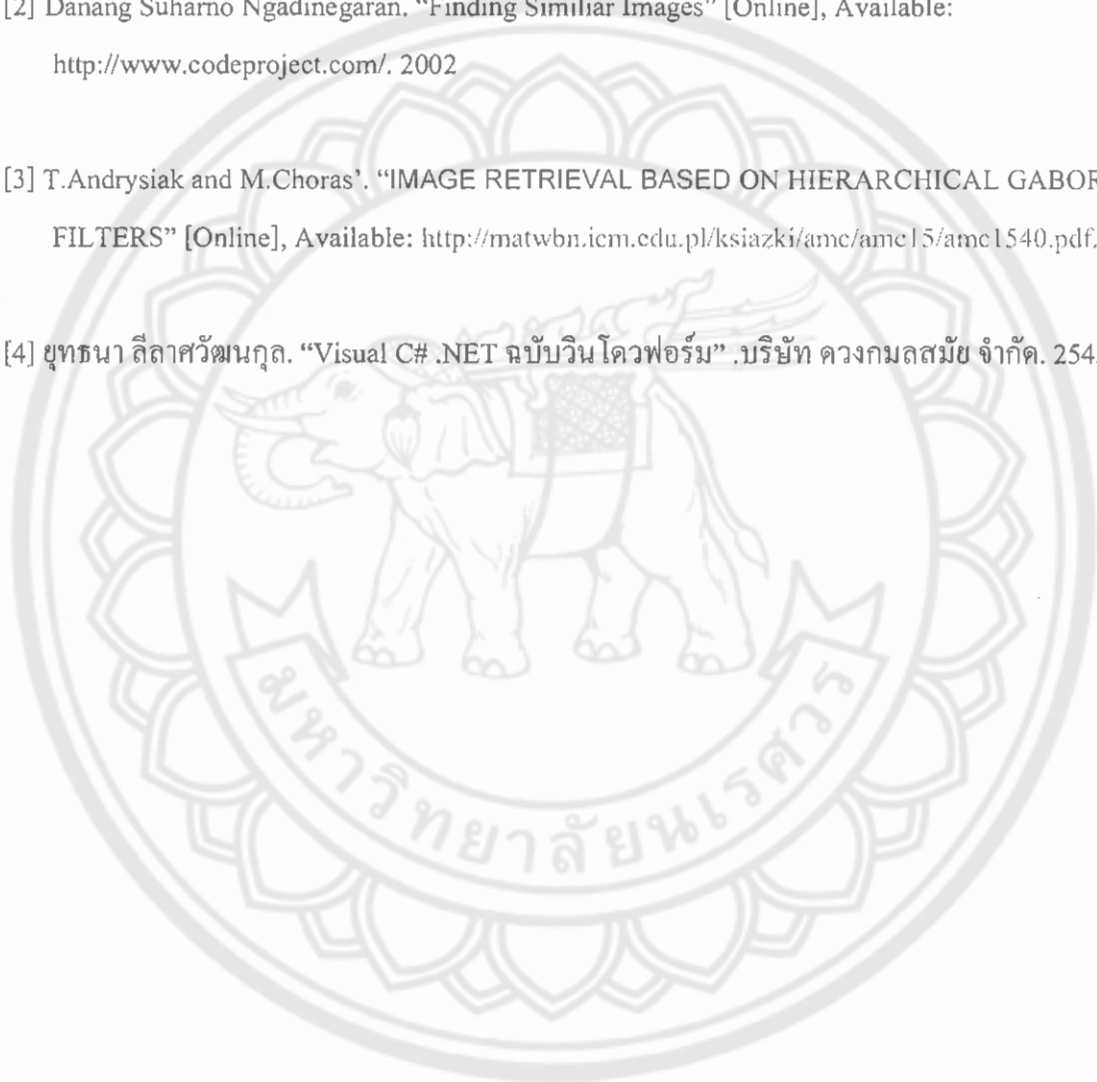 [2] Danang Suharno Ngadinegaran. “Finding Similiar Images” [Online], Available:
http://www.codeproject.com/. 2002
[3] T.Andrysiak and M.Choras’. “IMAGE RETRIEVAL BASED ON HIERARCHICAL GABOR
FILTERS” [Online], Available: http://matwbn.icm.edu.pl/ksiazki/amc/amc15/amc1540.pdf.
[4] ยุทธนา ลีลาศวัฒนกุล. “Visual C# .NET ฉบับวินโดวฟอร์ม” .บริษัท ดวงกมลสมัย จำกัด. 254
มหาวิทยาลัยนเรศวร